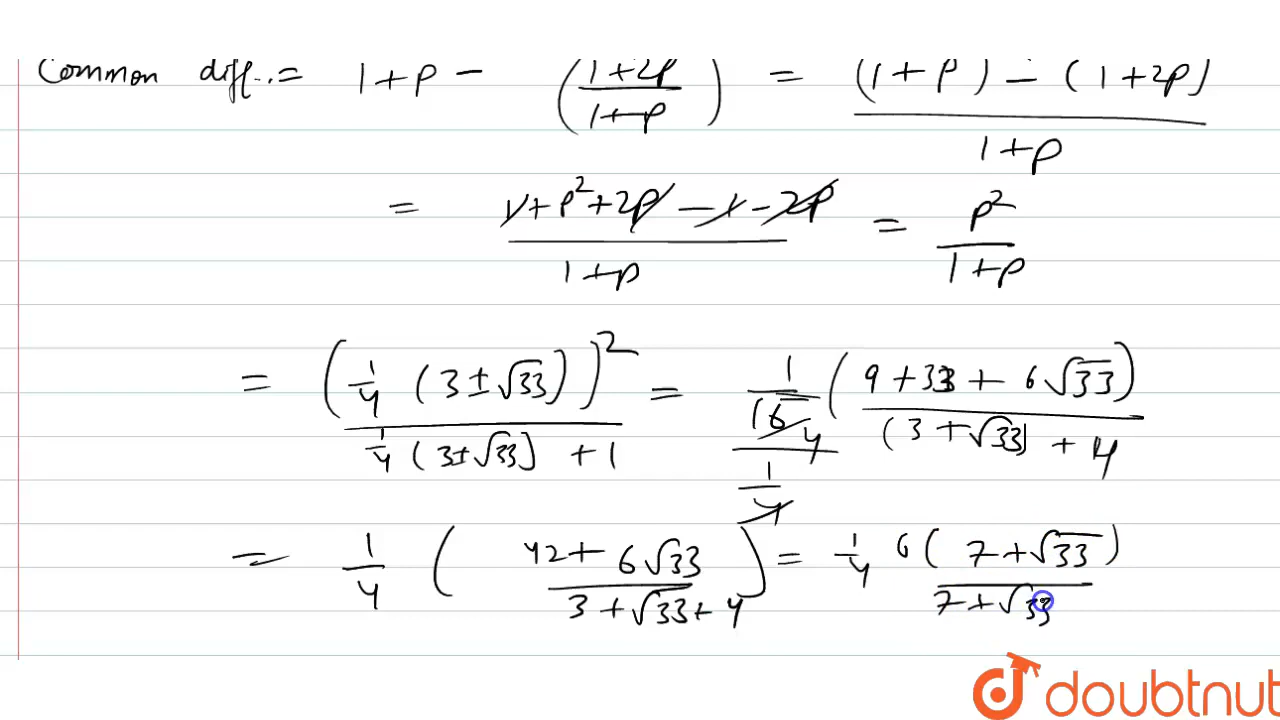 Common diff.. = 1+p - ((1+2p)/(1+p)) = ((1+p) - (1+2p))/(1+p)
= (1+p²+2p - 1 - 2p)/(1+p) = p²/(1+p)
= (1/4 (3±√33))²/(1/4 (3±√33) + 1) = (1/16 4)/(1/4) (9+33+6√33)/((3+√33)+4)
= 1/4 ((42+6√33)/(3+√33+4)) = 1/4 6(7+√33)/(7+√33
doubtnut